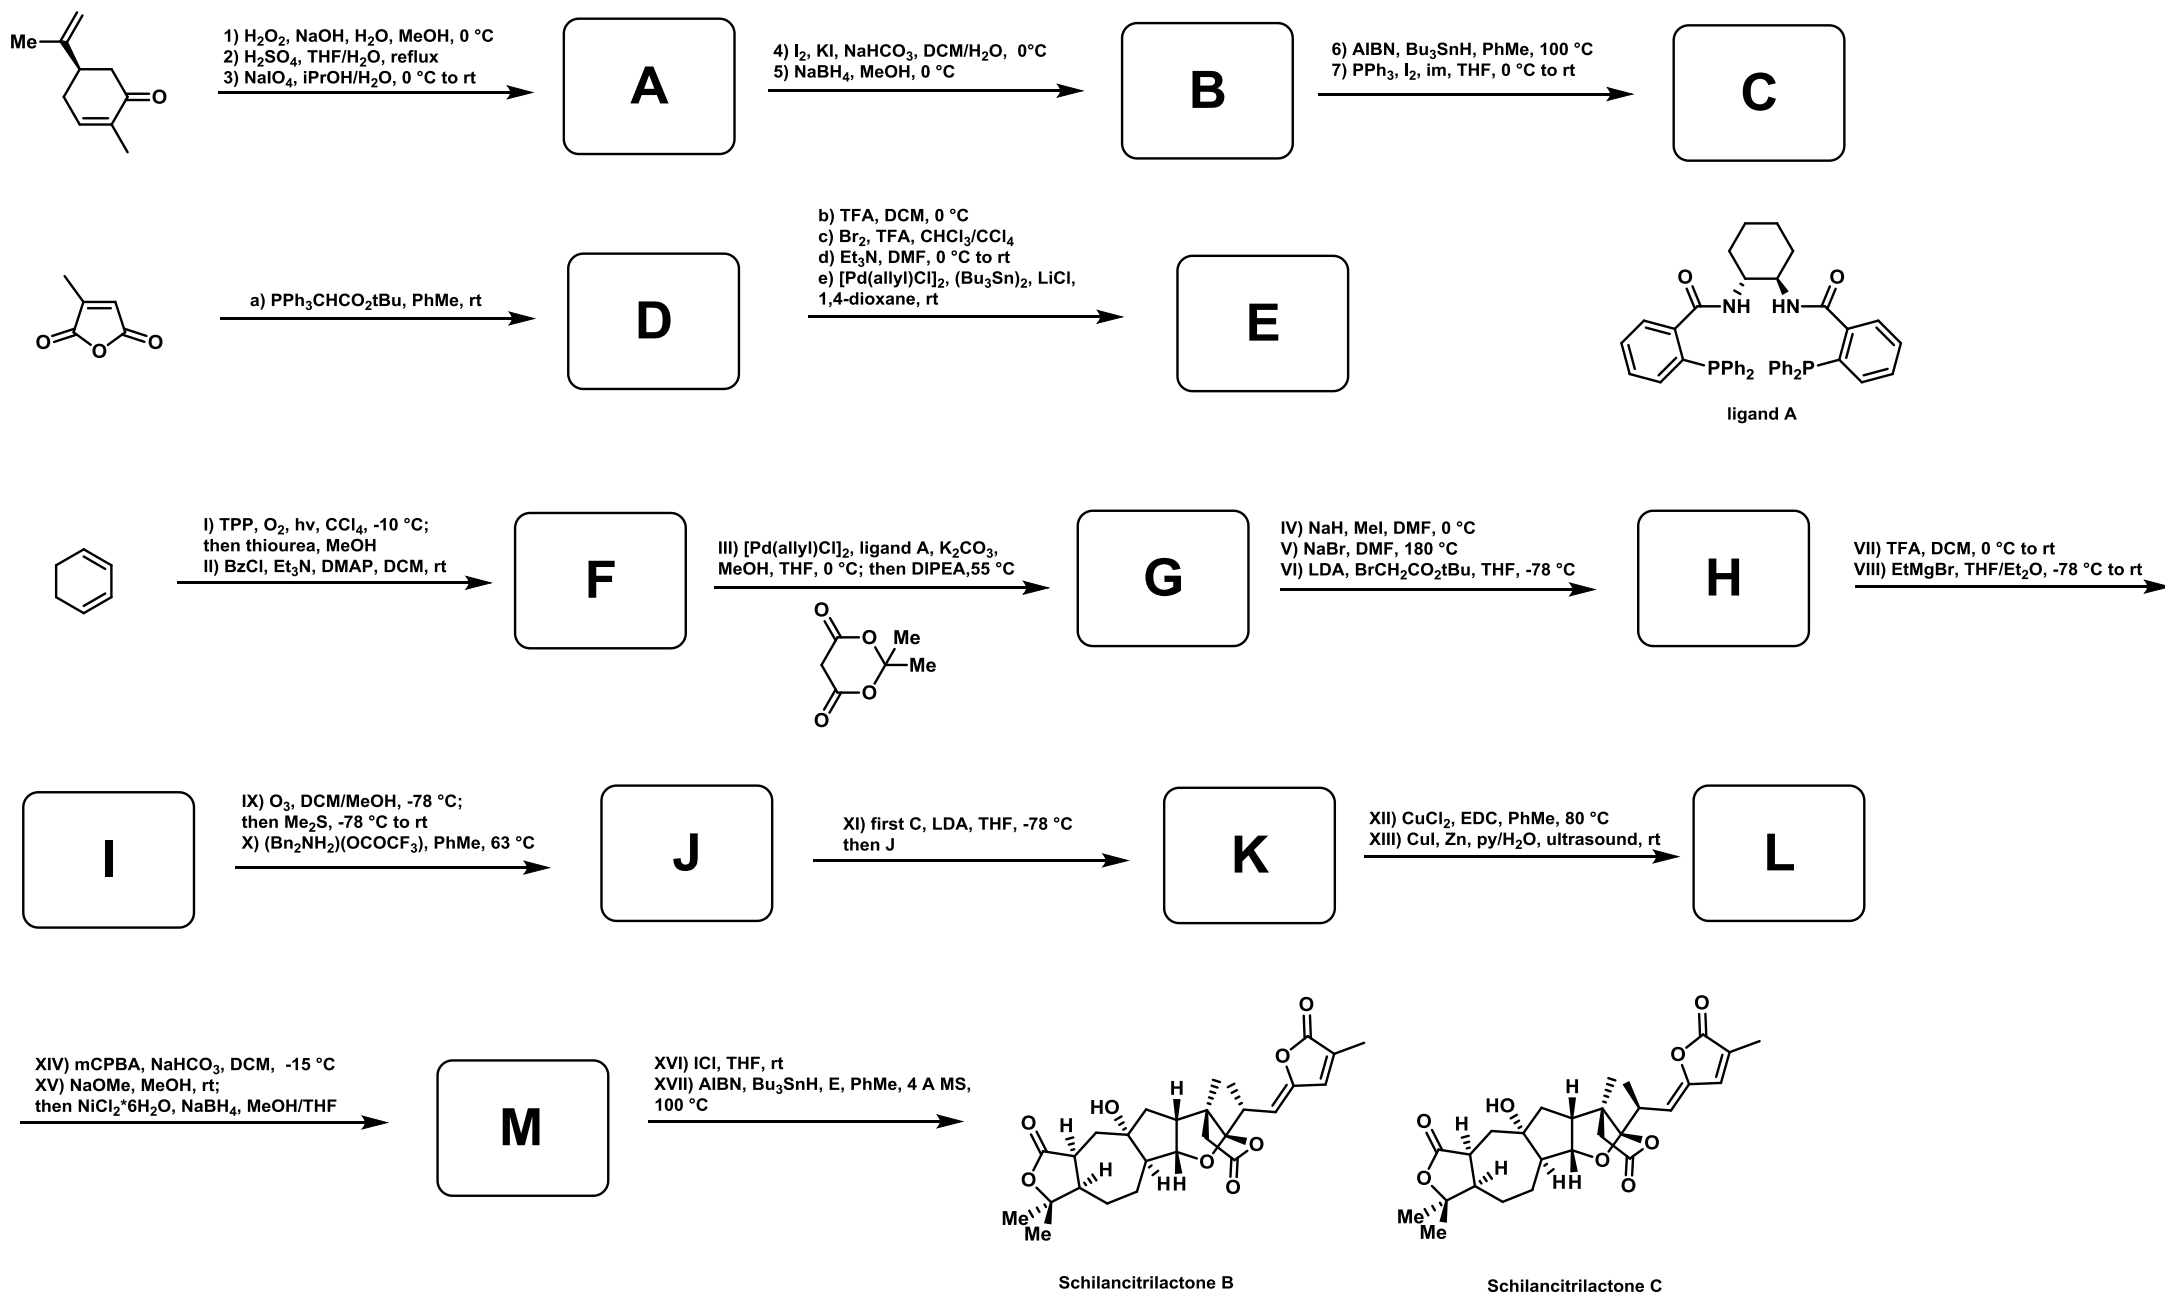 Me
O
1) H₂O₂, NaOH, H₂O, MeOH, 0 °C
2) H₂SO₄, THF/H₂O, reflux
3) NaIO₄, iPrOH/H₂O, 0 °C to rt
A
4) I₂, KI, NaHCO₃, DCM/H₂O, 0°C
5) NaBH₄, MeOH, 0 °C
B
6) AIBN, Bu₃SnH, PhMe, 100 °C
7) PPh₃, I₂, im, THF, 0 °C to rt
C
O O O
a) PPh₃CHCO₂tBu, PhMe, rt
D
b) TFA, DCM, 0 °C
c) Br₂, TFA, CHCl₃/CCl₄
d) Et₃N, DMF, 0 °C to rt
e) [Pd(allyl)Cl]₂, (Bu₃Sn)₂, LiCl,
1,4-dioxane, rt
E
O O
NH HN
PPh₂ Ph₂P
ligand A
I) TPP, O₂, hv, CCl₄, -10 °C;
then thiourea, MeOH
II) BzCl, Et₃N, DMAP, DCM, rt
F
III) [Pd(allyl)Cl]₂, ligand A, K₂CO₃,
MeOH, THF, 0 °C; then DIPEA,55 °C
O
O Me
Me
O
O
G
IV) NaH, MeI, DMF, 0 °C
V) NaBr, DMF, 180 °C
VI) LDA, BrCH₂CO₂tBu, THF, -78 °C
H
VII) TFA, DCM, 0 °C to rt
VIII) EtMgBr, THF/Et₂O, -78 °C to rt
I
IX) O₃, DCM/MeOH, -78 °C;
then Me₂S, -78 °C to rt
X) (Bn₂NH₂)(OCOCF₃), PhMe, 63 °C
J
XI) first C, LDA, THF, -78 °C
then J
K
XII) CuCl₂, EDC, PhMe, 80 °C
XIII) CuI, Zn, py/H₂O, ultrasound, rt
L
XIV) mCPBA, NaHCO₃, DCM, -15 °C
XV) NaOMe, MeOH, rt;
then NiCl₂*6H₂O, NaBH₄, MeOH/THF
M
XVI) ICl, THF, rt
XVII) AIBN, Bu₃SnH, E, PhMe, 4 A MS,
100 °C
O
O
H
HO
O H
O
H
O
O
H H
O
Me
Me
Schilancitrilactone B
O
O
H
HO
O H
O
H
O
O
H H
O
Me
Me
Schilancitrilactone C